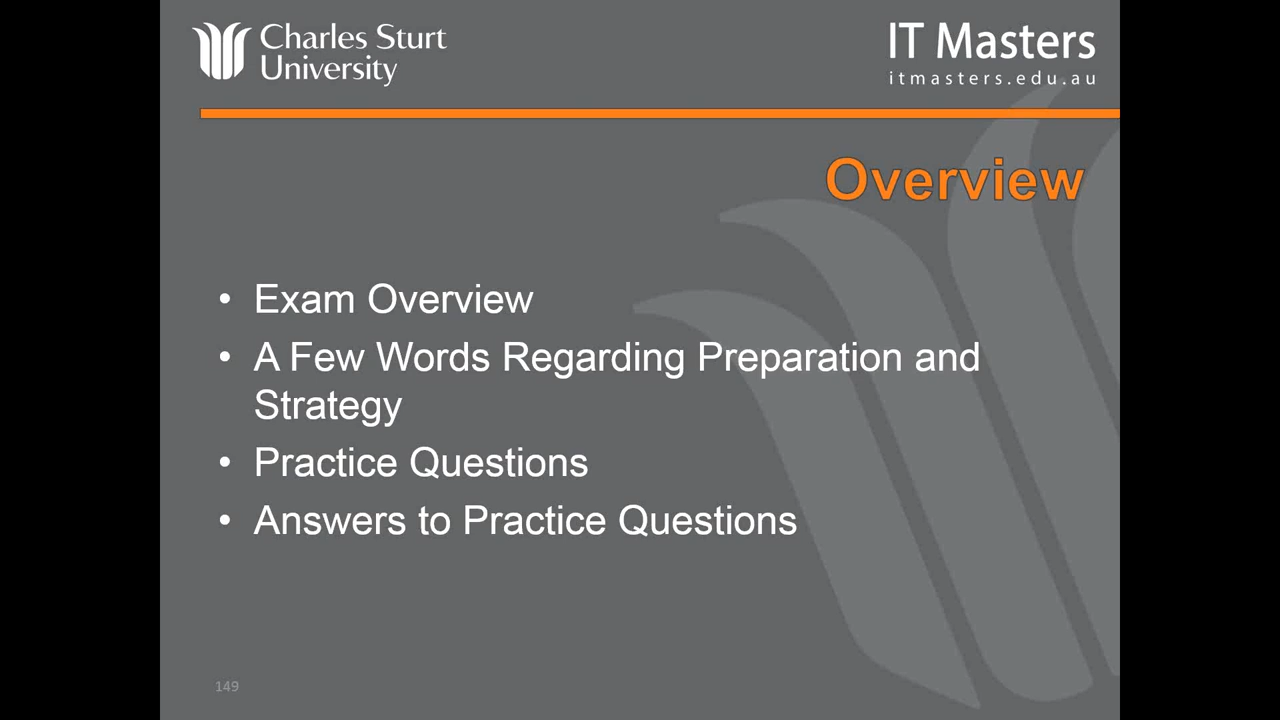 Charles Sturt
University
IT Masters
itmasters.edu.au
Overview
• Exam Overview
• A Few Words Regarding Preparation and
Strategy
• Practice Questions
• Answers to Practice Questions
149